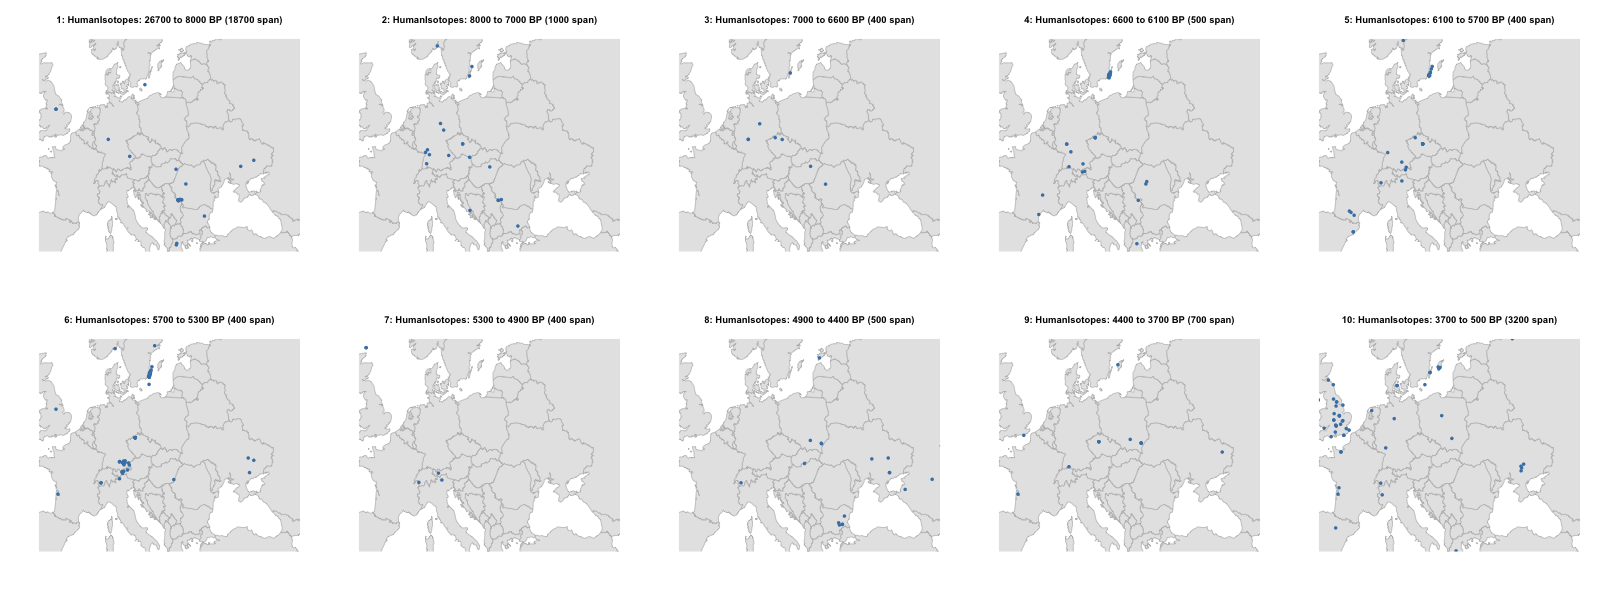 1: HumanIsotopes: 26700 to 8000 BP (18700 span)
2: HumanIsotopes: 8000 to 7000 BP (1000 span)
3: HumanIsotopes: 7000 to 6600 BP (400 span)
4: HumanIsotopes: 6600 to 6100 BP (500 span)
5: HumanIsotopes: 6100 to 5700 BP (400 span)
6: HumanIsotopes: 5700 to 5300 BP (400 span)
7: HumanIsotopes: 5300 to 4900 BP (400 span)
8: HumanIsotopes: 4900 to 4400 BP (500 span)
9: HumanIsotopes: 4400 to 3700 BP (700 span)
10: HumanIsotopes: 3700 to 500 BP (3200 span)